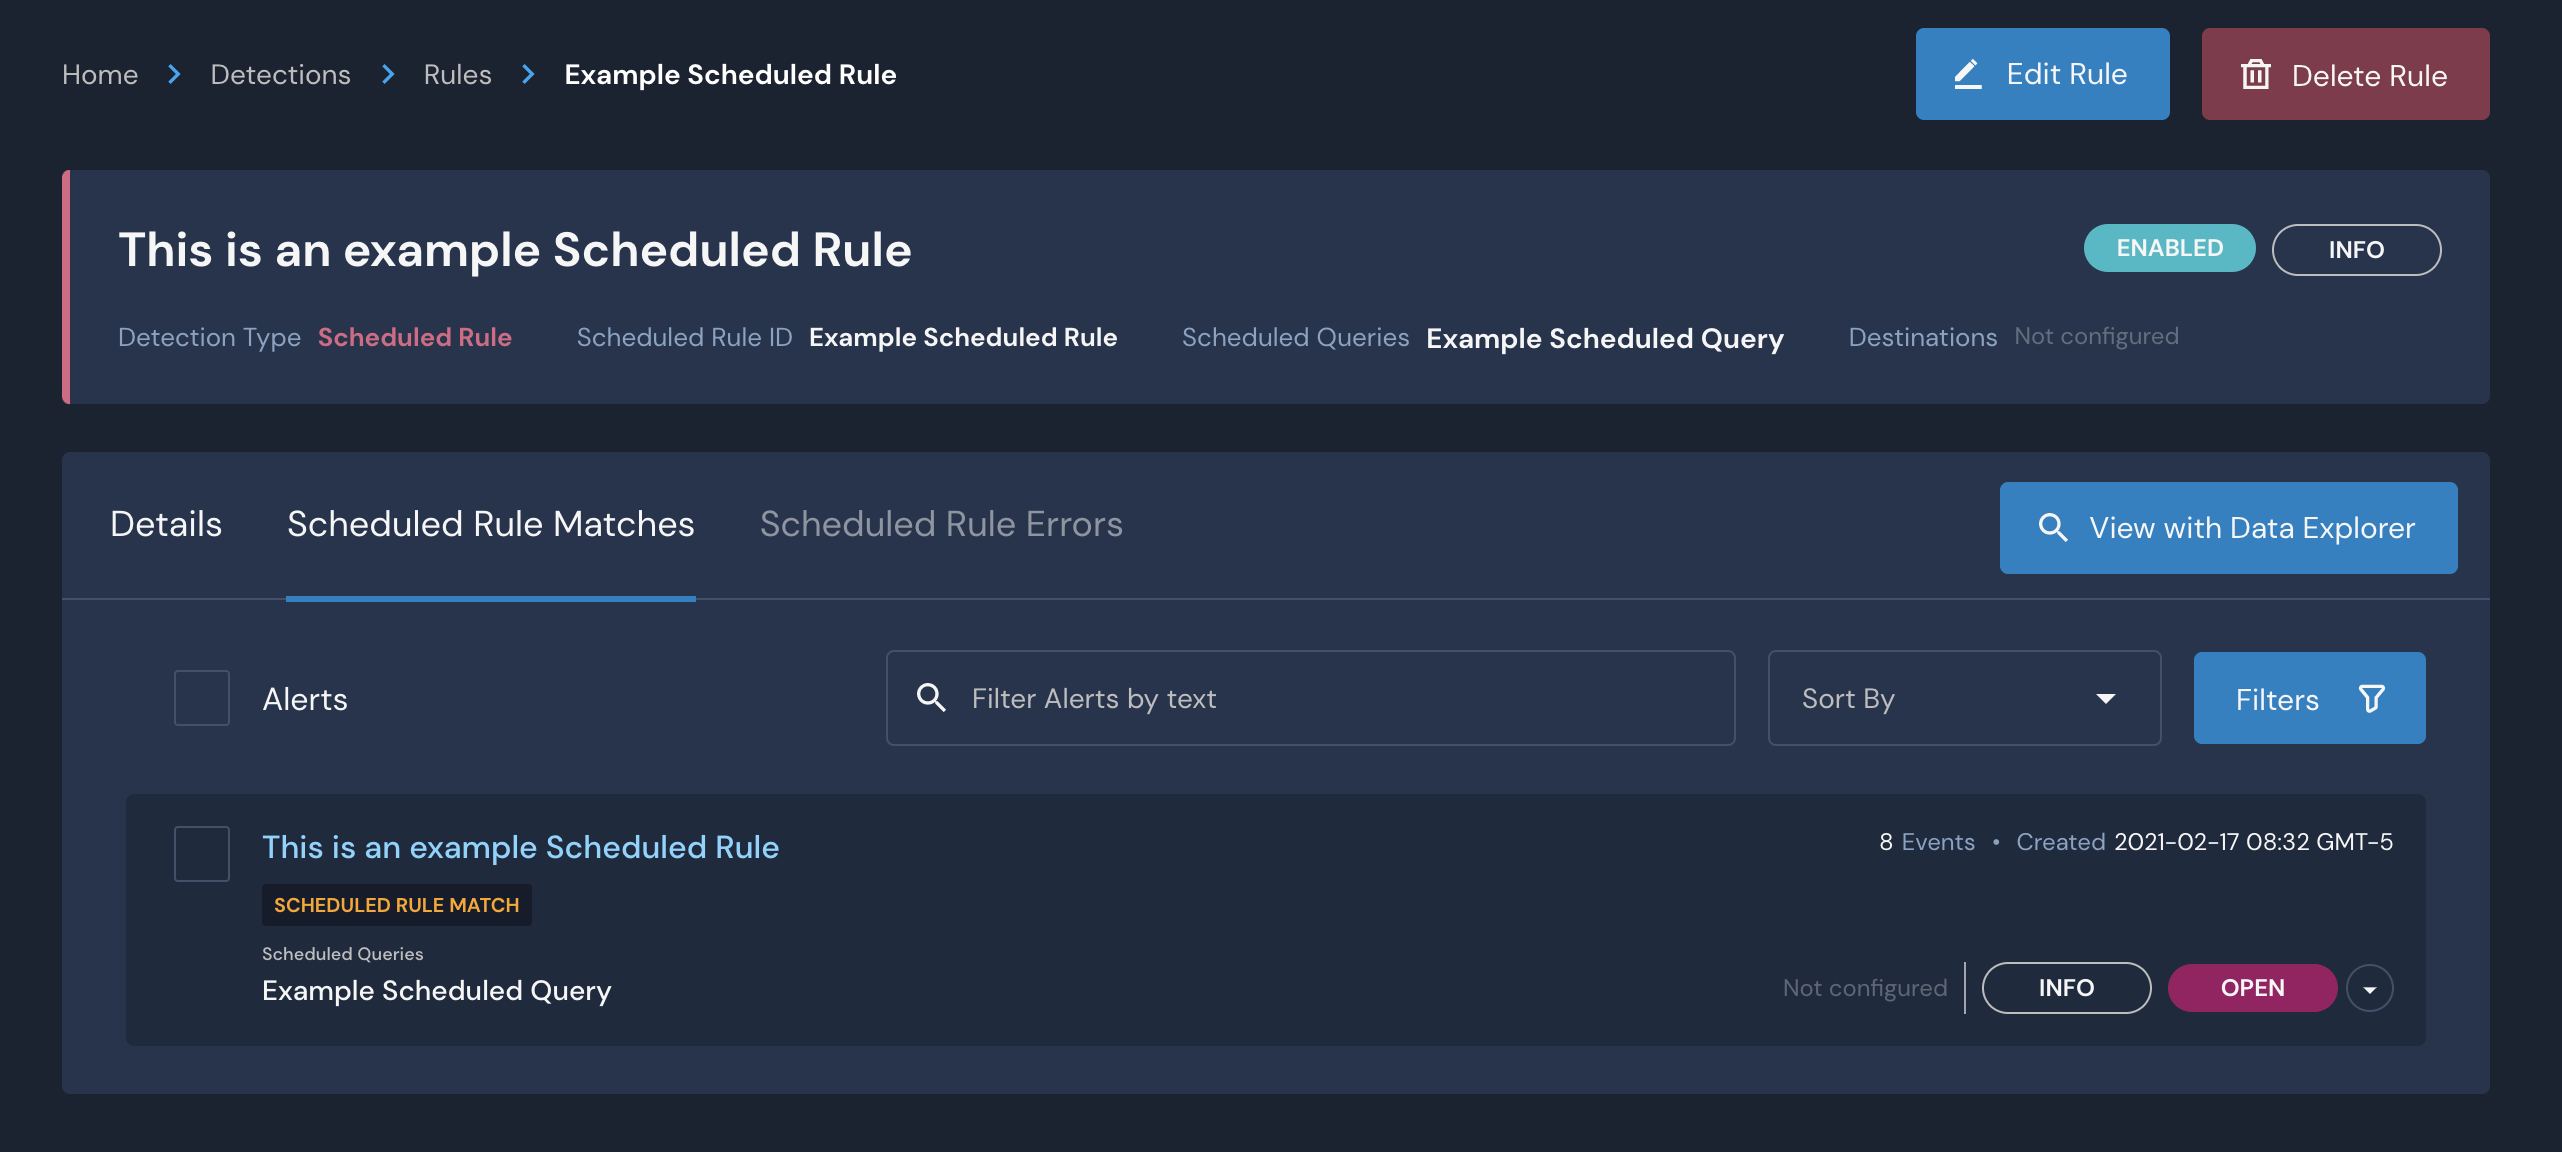 Home Detections Rules Example Scheduled Rule Edit Rule Delete Rule
This is an example Scheduled Rule ENABLED INFO
Detection Type Scheduled Rule Scheduled Rule ID Example Scheduled Rule Scheduled Queries Example Scheduled Query Destinations Not configured
Details Scheduled Rule Matches Scheduled Rule Errors View with Data Explorer
Alerts Filter Alerts by text Sort By Filters
This is an example Scheduled Rule 8 Events • Created 2021-02-17 08:32 GMT-5
SCHEDULED RULE MATCH
Scheduled Queries
Example Scheduled Query Not configured INFO OPEN